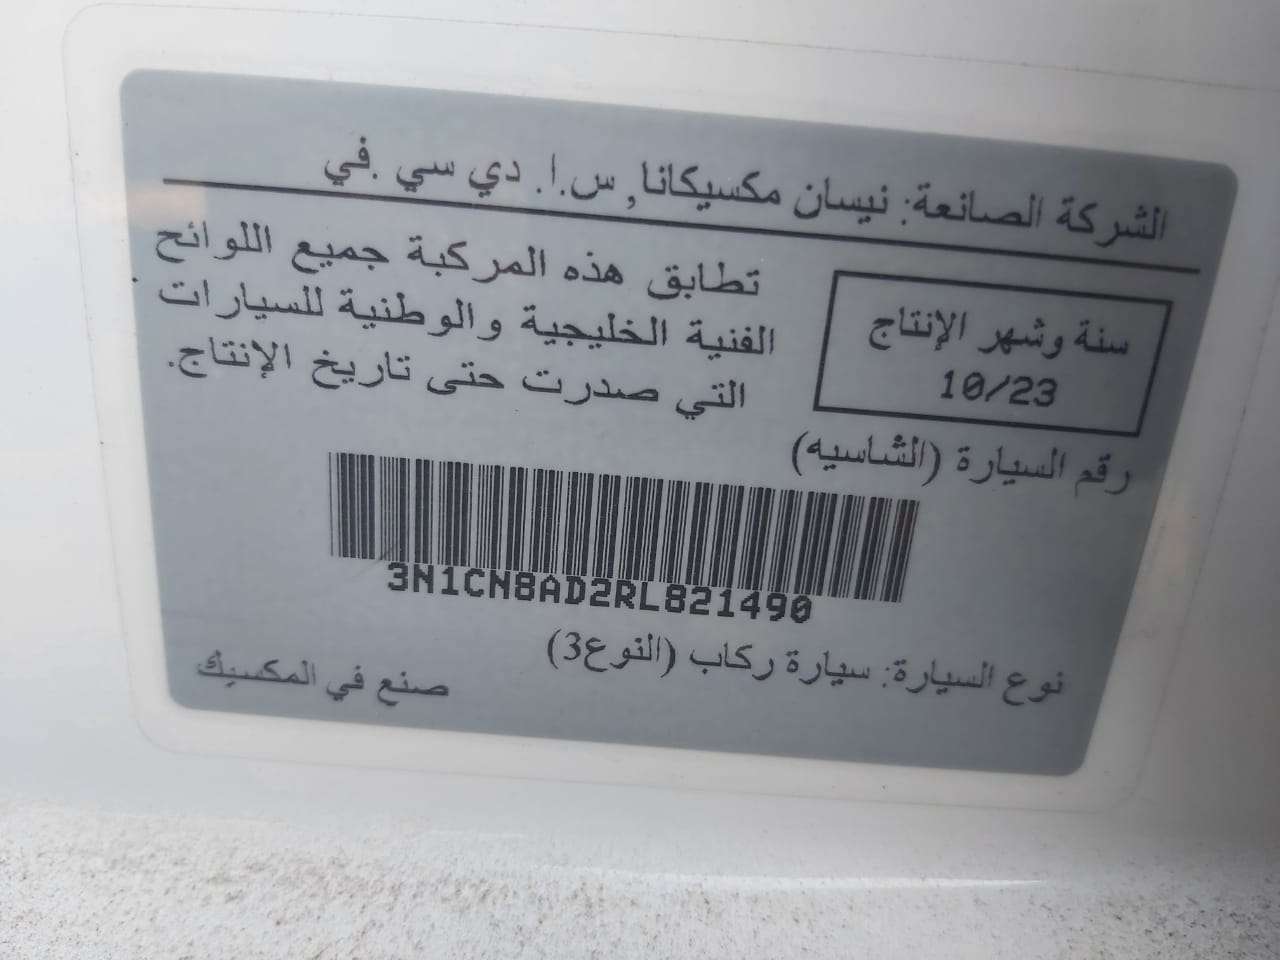 الشركة الصانعة: نيسان مكسيكانا, س.ا. دي سي .في
سنة وشهر الإنتاج
10/23
تطابق هذه المركبة جميع اللوائح
الفنية الخليجية والوطنية للسيارات
التي صدرت حتى تاريخ الإنتاج.
رقم السيارة (الشاسيه)
3N1CN8AD2RL821490
نوع السيارة: سيارة ركاب (النوع3)
صنع في المكسيك